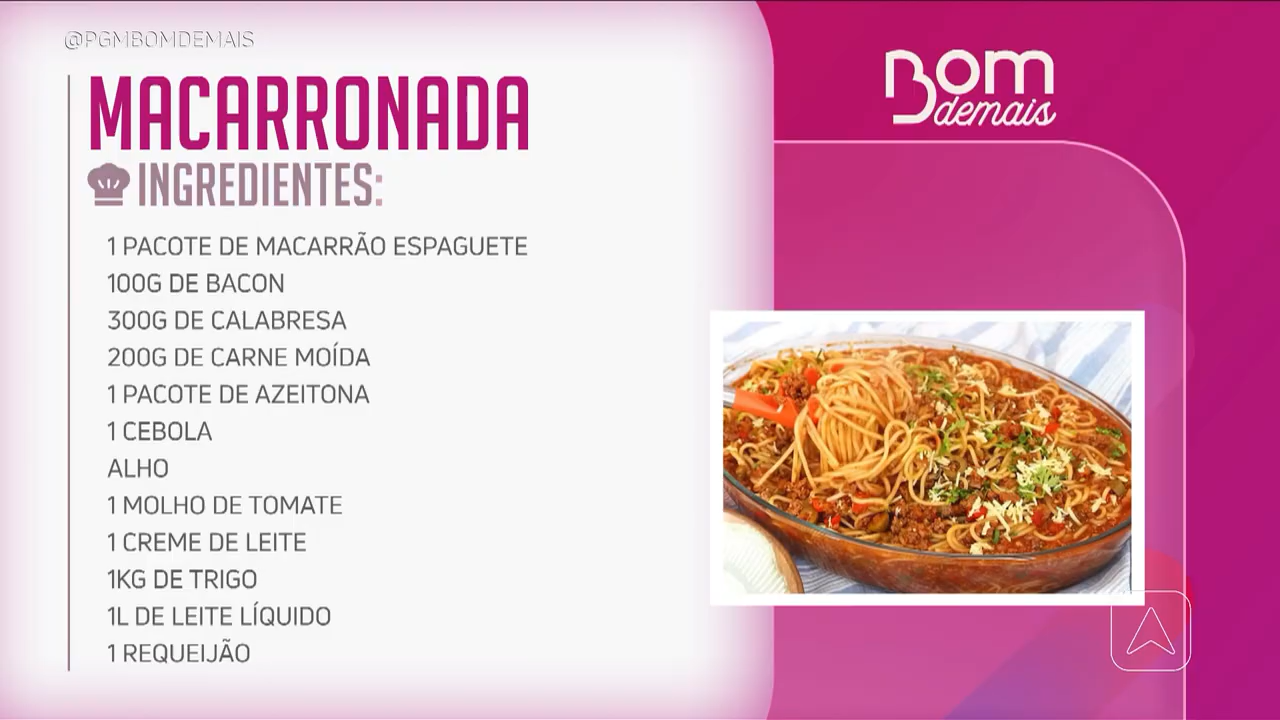 @PGMBOMDEMAIS
MACARRONADA
INGREDIENTES:
1 PACOTE DE MACARRÃO ESPAGUETE
100G DE BACON
300G DE CALABRESA
200G DE CARNE MOÍDA
1 PACOTE DE AZEITONA
1 CEBOLA
ALHO
1 MOLHO DE TOMATE
1 CREME DE LEITE
1KG DE TRIGO
1L DE LEITE LÍQUIDO
1 REQUEIJÃO
Bom
demais